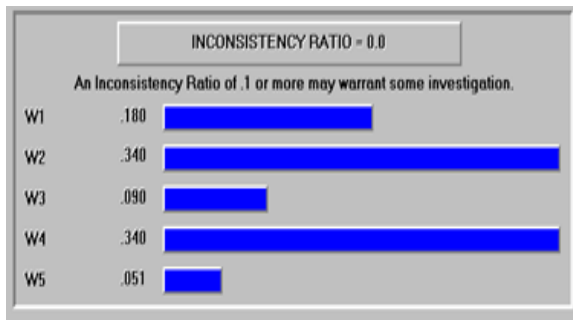 INCONSISTENCY RATIO = 0.0
An Inconsistency Ratio of .1 or more may warrant some investigation.
W1 .180
W2 .340
W3 .090
W4 .340
W5 .051